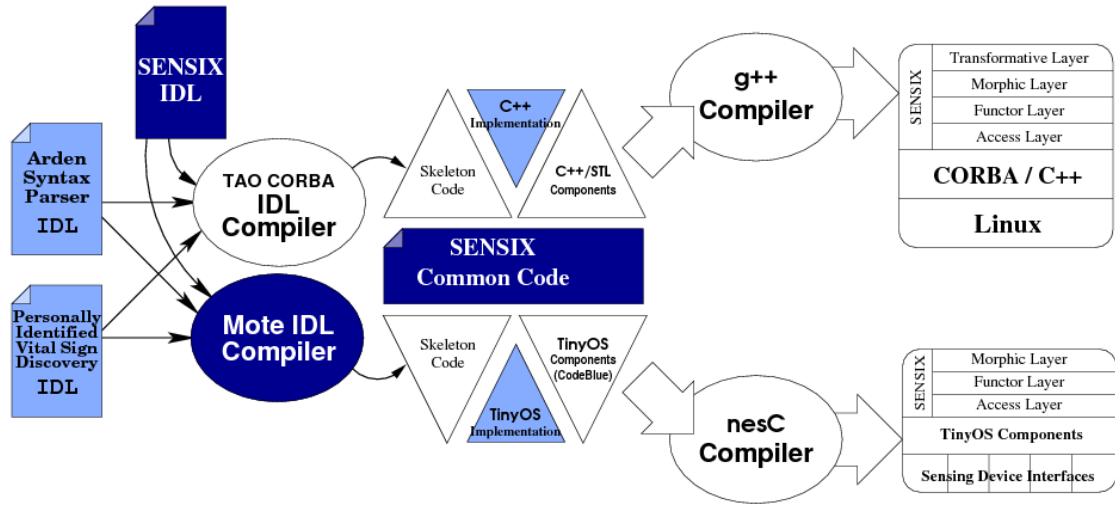 SENSIX
IDL
Arden
Syntax
Parser
IDL
Personally
Identified
Vital Sign
Discovery
IDL
TAO CORBA
IDL
Compiler
Mote IDL
Compiler
Skeleton
Code
C++
Implementation
C++/STL
Components
SENSIX
Common Code
Skeleton
Code
TinyOS
Implementation
TinyOS
Components
(CodeBlue)
g++
Compiler
nesC
Compiler
SENSIX
Transformative Layer
Morphic Layer
Functor Layer
Access Layer
CORBA / C++
Linux
SENSIX
Morphic Layer
Functor Layer
Access Layer
TinyOS Components
Sensing Device Interfaces